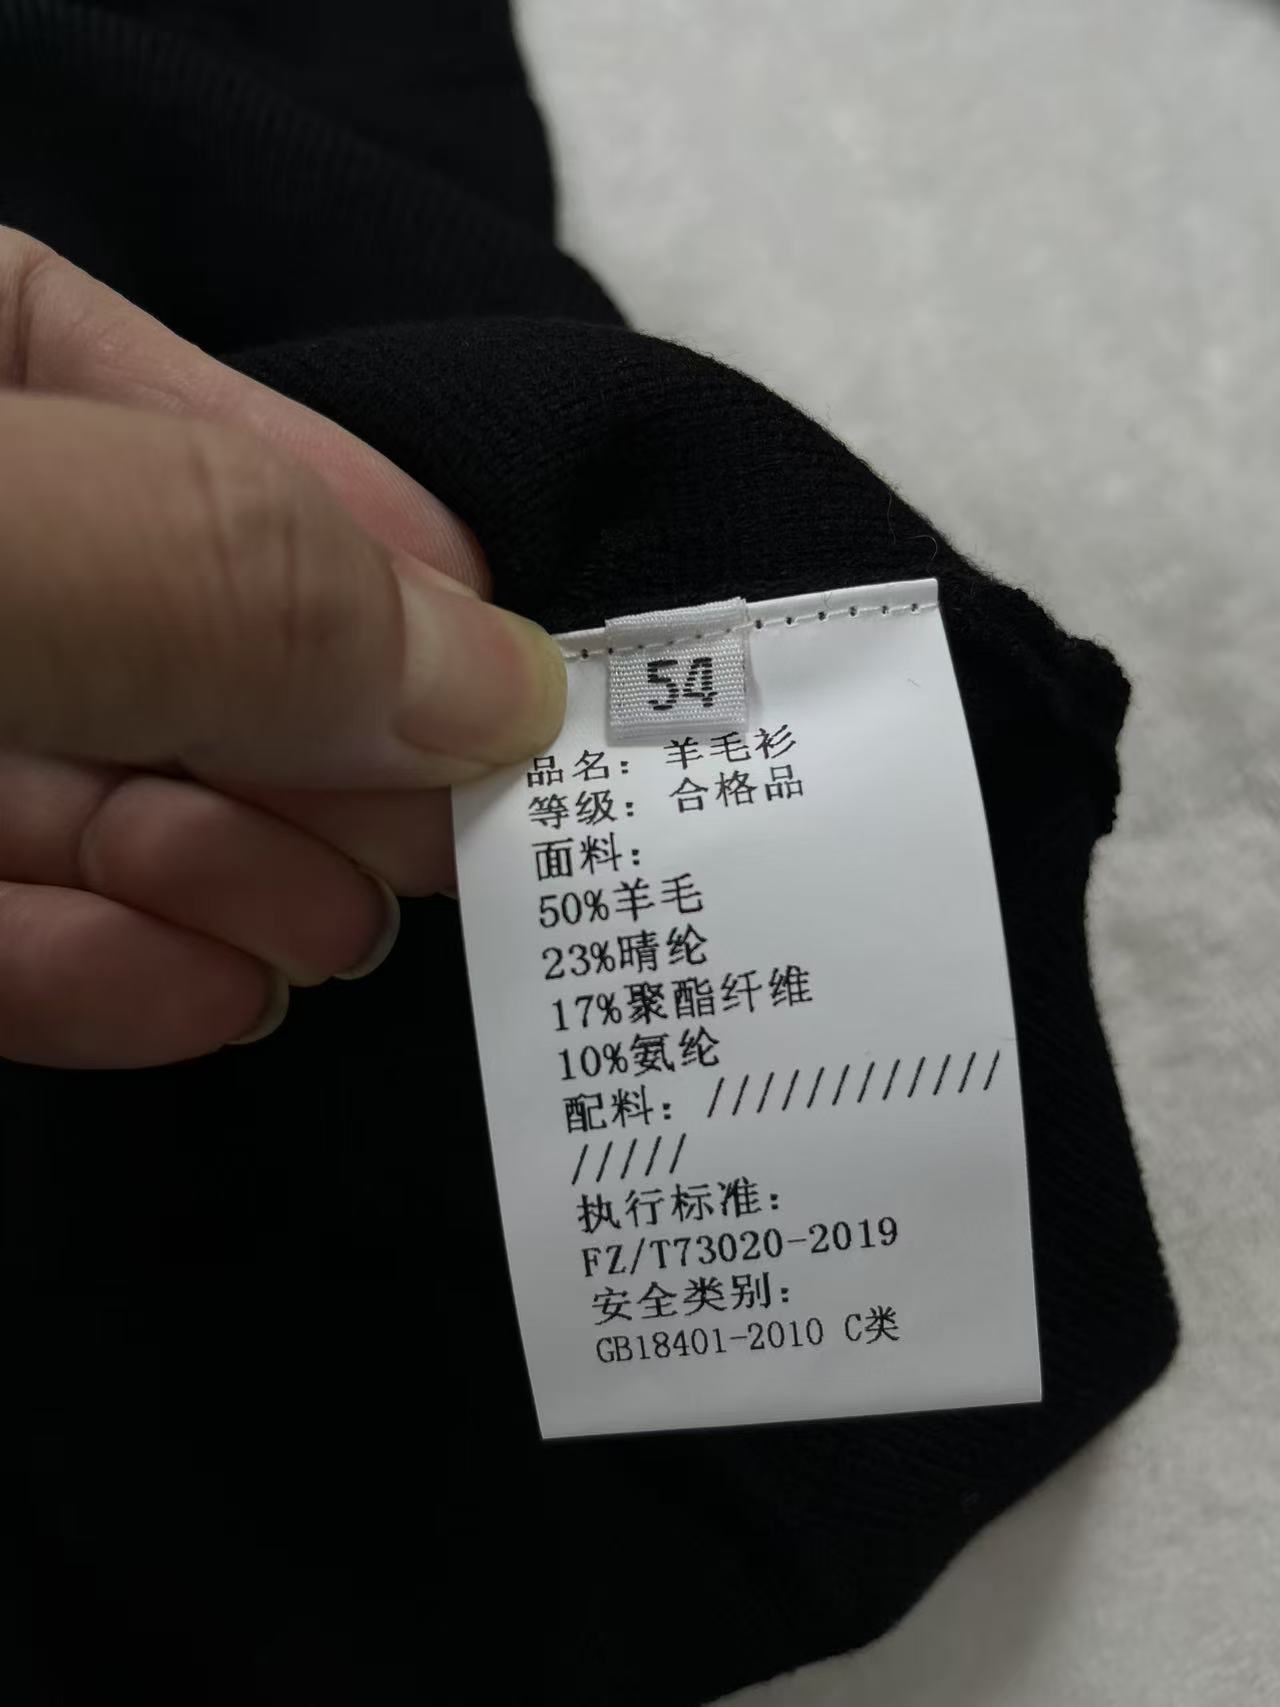 54
品名：羊毛衫
等级：合格品
面料：
50%羊毛
23%晴纶
17%聚酯纤维
10%氨纶
配料：////////////
/////
执行标准：
FZ/T73020-2019
安全类别：
GB18401-2010 C类